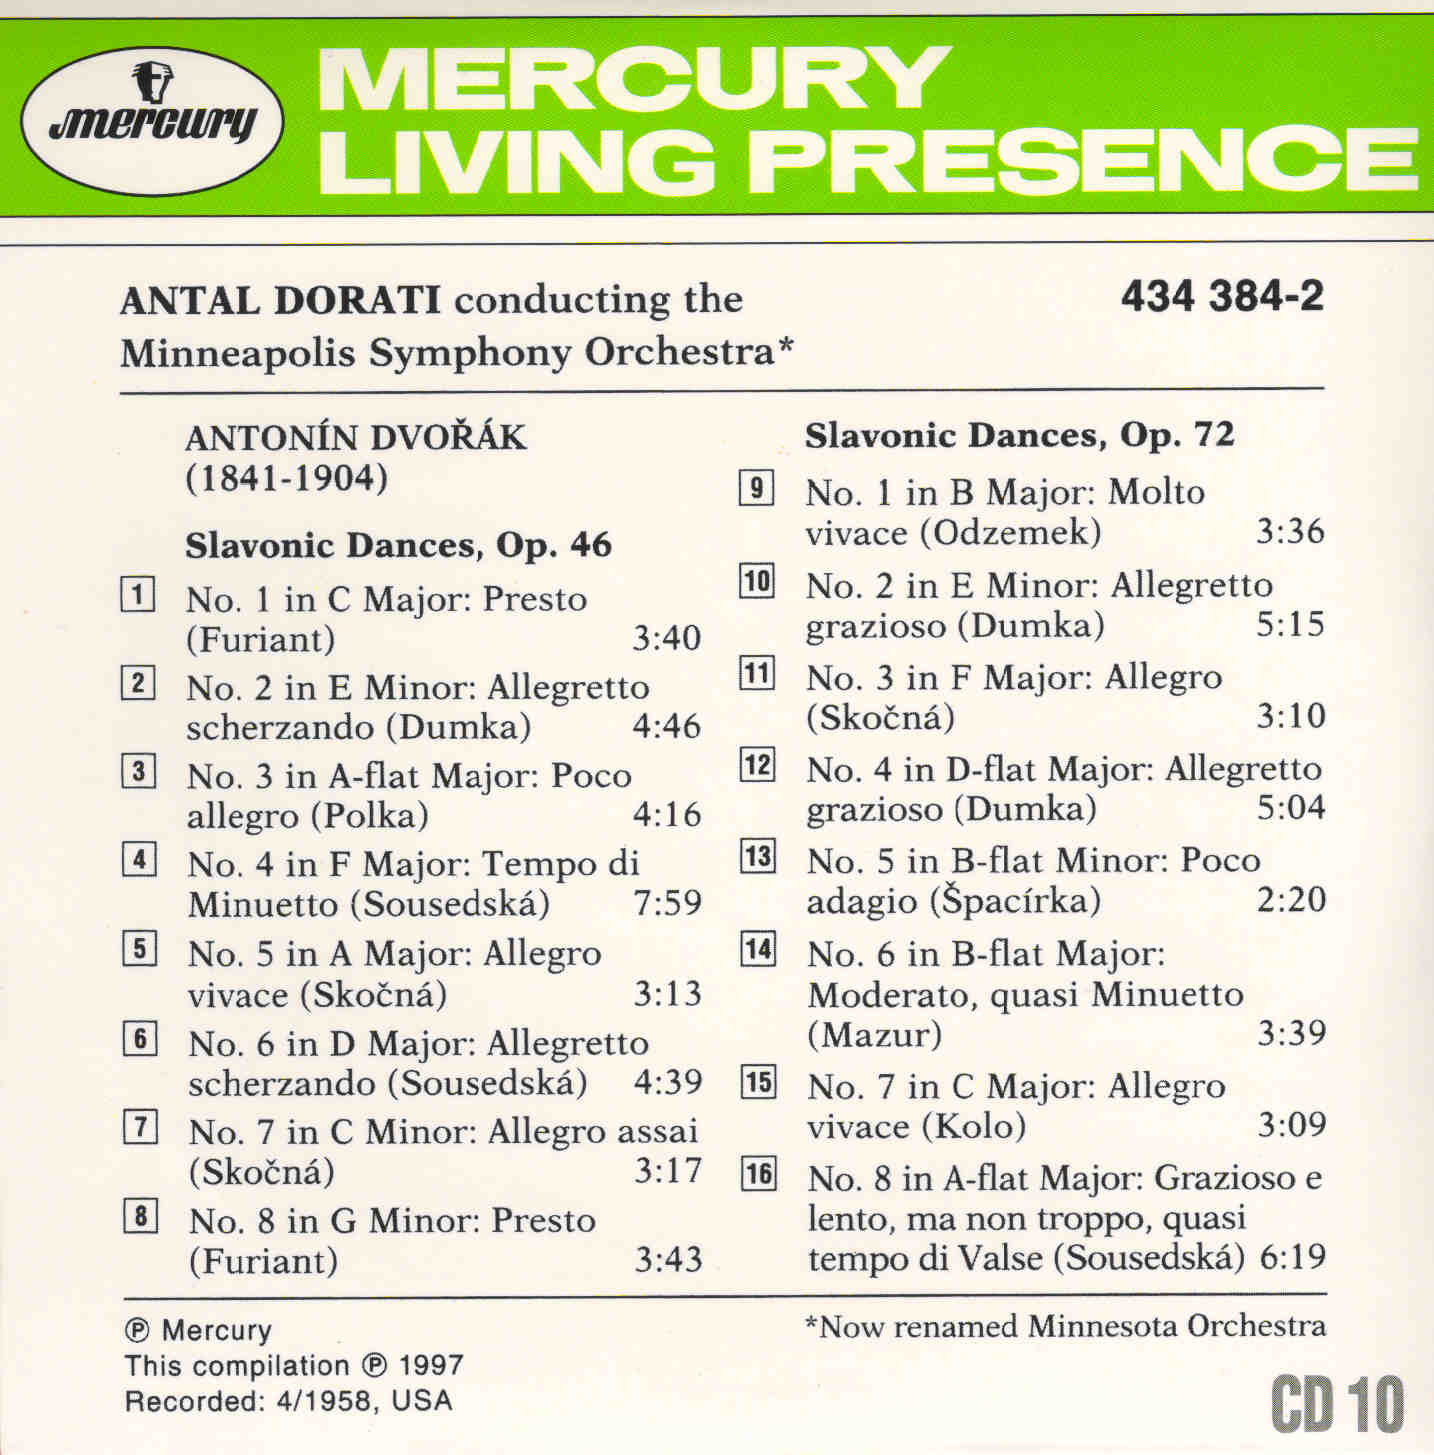 mercury
MERCURY
LIVING PRESENCE
ANTAL DORATI conducting the
Minneapolis Symphony Orchestra*
434 384-2
ANTONÍN DVOŘÁK
(1841-1904)
Slavonic Dances, Op. 46
1 No. 1 in C Major: Presto
(Furiant) 3:40
2 No. 2 in E Minor: Allegretto
scherzando (Dumka) 4:46
3 No. 3 in A-flat Major: Poco
allegro (Polka) 4:16
4 No. 4 in F Major: Tempo di
Minuetto (Sousedská) 7:59
5 No. 5 in A Major: Allegro
vivace (Skočná) 3:13
6 No. 6 in D Major: Allegretto
scherzando (Sousedská) 4:39
7 No. 7 in C Minor: Allegro assai
(Skočná) 3:17
8 No. 8 in G Minor: Presto
(Furiant) 3:43
Slavonic Dances, Op. 72
9 No. 1 in B Major: Molto
vivace (Odzemek) 3:36
10 No. 2 in E Minor: Allegretto
grazioso (Dumka) 5:15
11 No. 3 in F Major: Allegro
(Skočná) 3:10
12 No. 4 in D-flat Major: Allegretto
grazioso (Dumka) 5:04
13 No. 5 in B-flat Minor: Poco
adagio (Špacírka) 2:20
14 No. 6 in B-flat Major:
Moderato, quasi Minuetto
(Mazur) 3:39
15 No. 7 in C Major: Allegro
vivace (Kolo) 3:09
16 No. 8 in A-flat Major: Grazioso e
lento, ma non troppo, quasi
tempo di Valse (Sousedská) 6:19
℗ Mercury
This compilation ℗ 1997
Recorded: 4/1958, USA
*Now renamed Minnesota Orchestra
CD 10